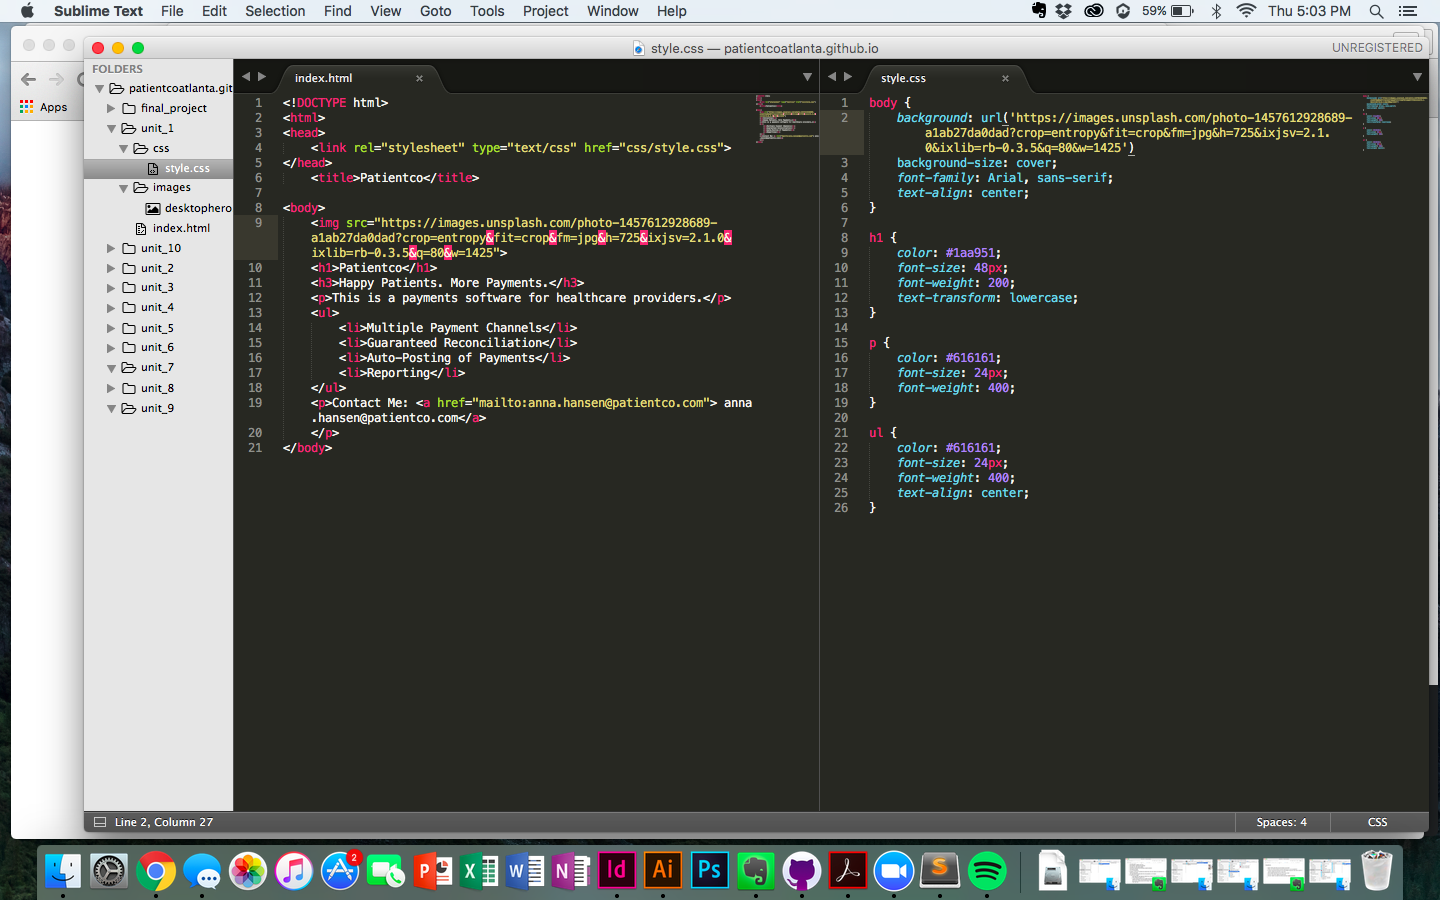 Sublime Text File Edit Selection Find View Goto Tools Project Window Help 59% Thu 5:03 PM
style.css — patientcoatlanta.github.io UNREGISTERED
Apps
FOLDERS
patientcoatlanta.git
final_project
unit_1
css
style.css
images
desktophero
index.html
unit_10
unit_2
unit_3
unit_4
unit_5
unit_6
unit_7
unit_8
unit_9
index.html
1 <!DOCTYPE html>
2 <html>
3 <head>
4 <link rel="stylesheet" type="text/css" href="css/style.css">
5 </head>
6 <title>Patientco</title>
7
8 <body>
9 <img src="https://images.unsplash.com/photo-1457612928689-
a1ab27da0dad?crop=entropy&fit=crop&fm=jpg&h=725&ixjsv=2.1.0&
ixlib=rb-0.3.5&q=80&w=1425">
10 <h1>Patientco</h1>
11 <h3>Happy Patients. More Payments.</h3>
12 <p>This is a payments software for healthcare providers.</p>
13 <ul>
14 <li>Multiple Payment Channels</li>
15 <li>Guaranteed Reconciliation</li>
16 <li>Auto-Posting of Payments</li>
17 <li>Reporting</li>
18 </ul>
19 <p>Contact Me: <a href="mailto:anna.hansen@patientco.com"> anna
.hansen@patientco.com</a>
20 </p>
21 </body>
style.css
1 body {
2 background: url('https://images.unsplash.com/photo-1457612928689-
a1ab27da0dad?crop=entropy&fit=crop&fm=jpg&h=725&ixjsv=2.1.
0&ixlib=rb-0.3.5&q=80&w=1425')
3 background-size: cover;
4 font-family: Arial, sans-serif;
5 text-align: center;
6 }
7
8 h1 {
9 color: #1aa951;
10 font-size: 48px;
11 font-weight: 200;
12 text-transform: lowercase;
13 }
14
15 p {
16 color: #616161;
17 font-size: 24px;
18 font-weight: 400;
19 }
20
21 ul {
22 color: #616161;
23 font-size: 24px;
24 font-weight: 400;
25 text-align: center;
26 }
Line 2, Column 27 Spaces: 4 CSS
2
P X W N Id Ai Ps S